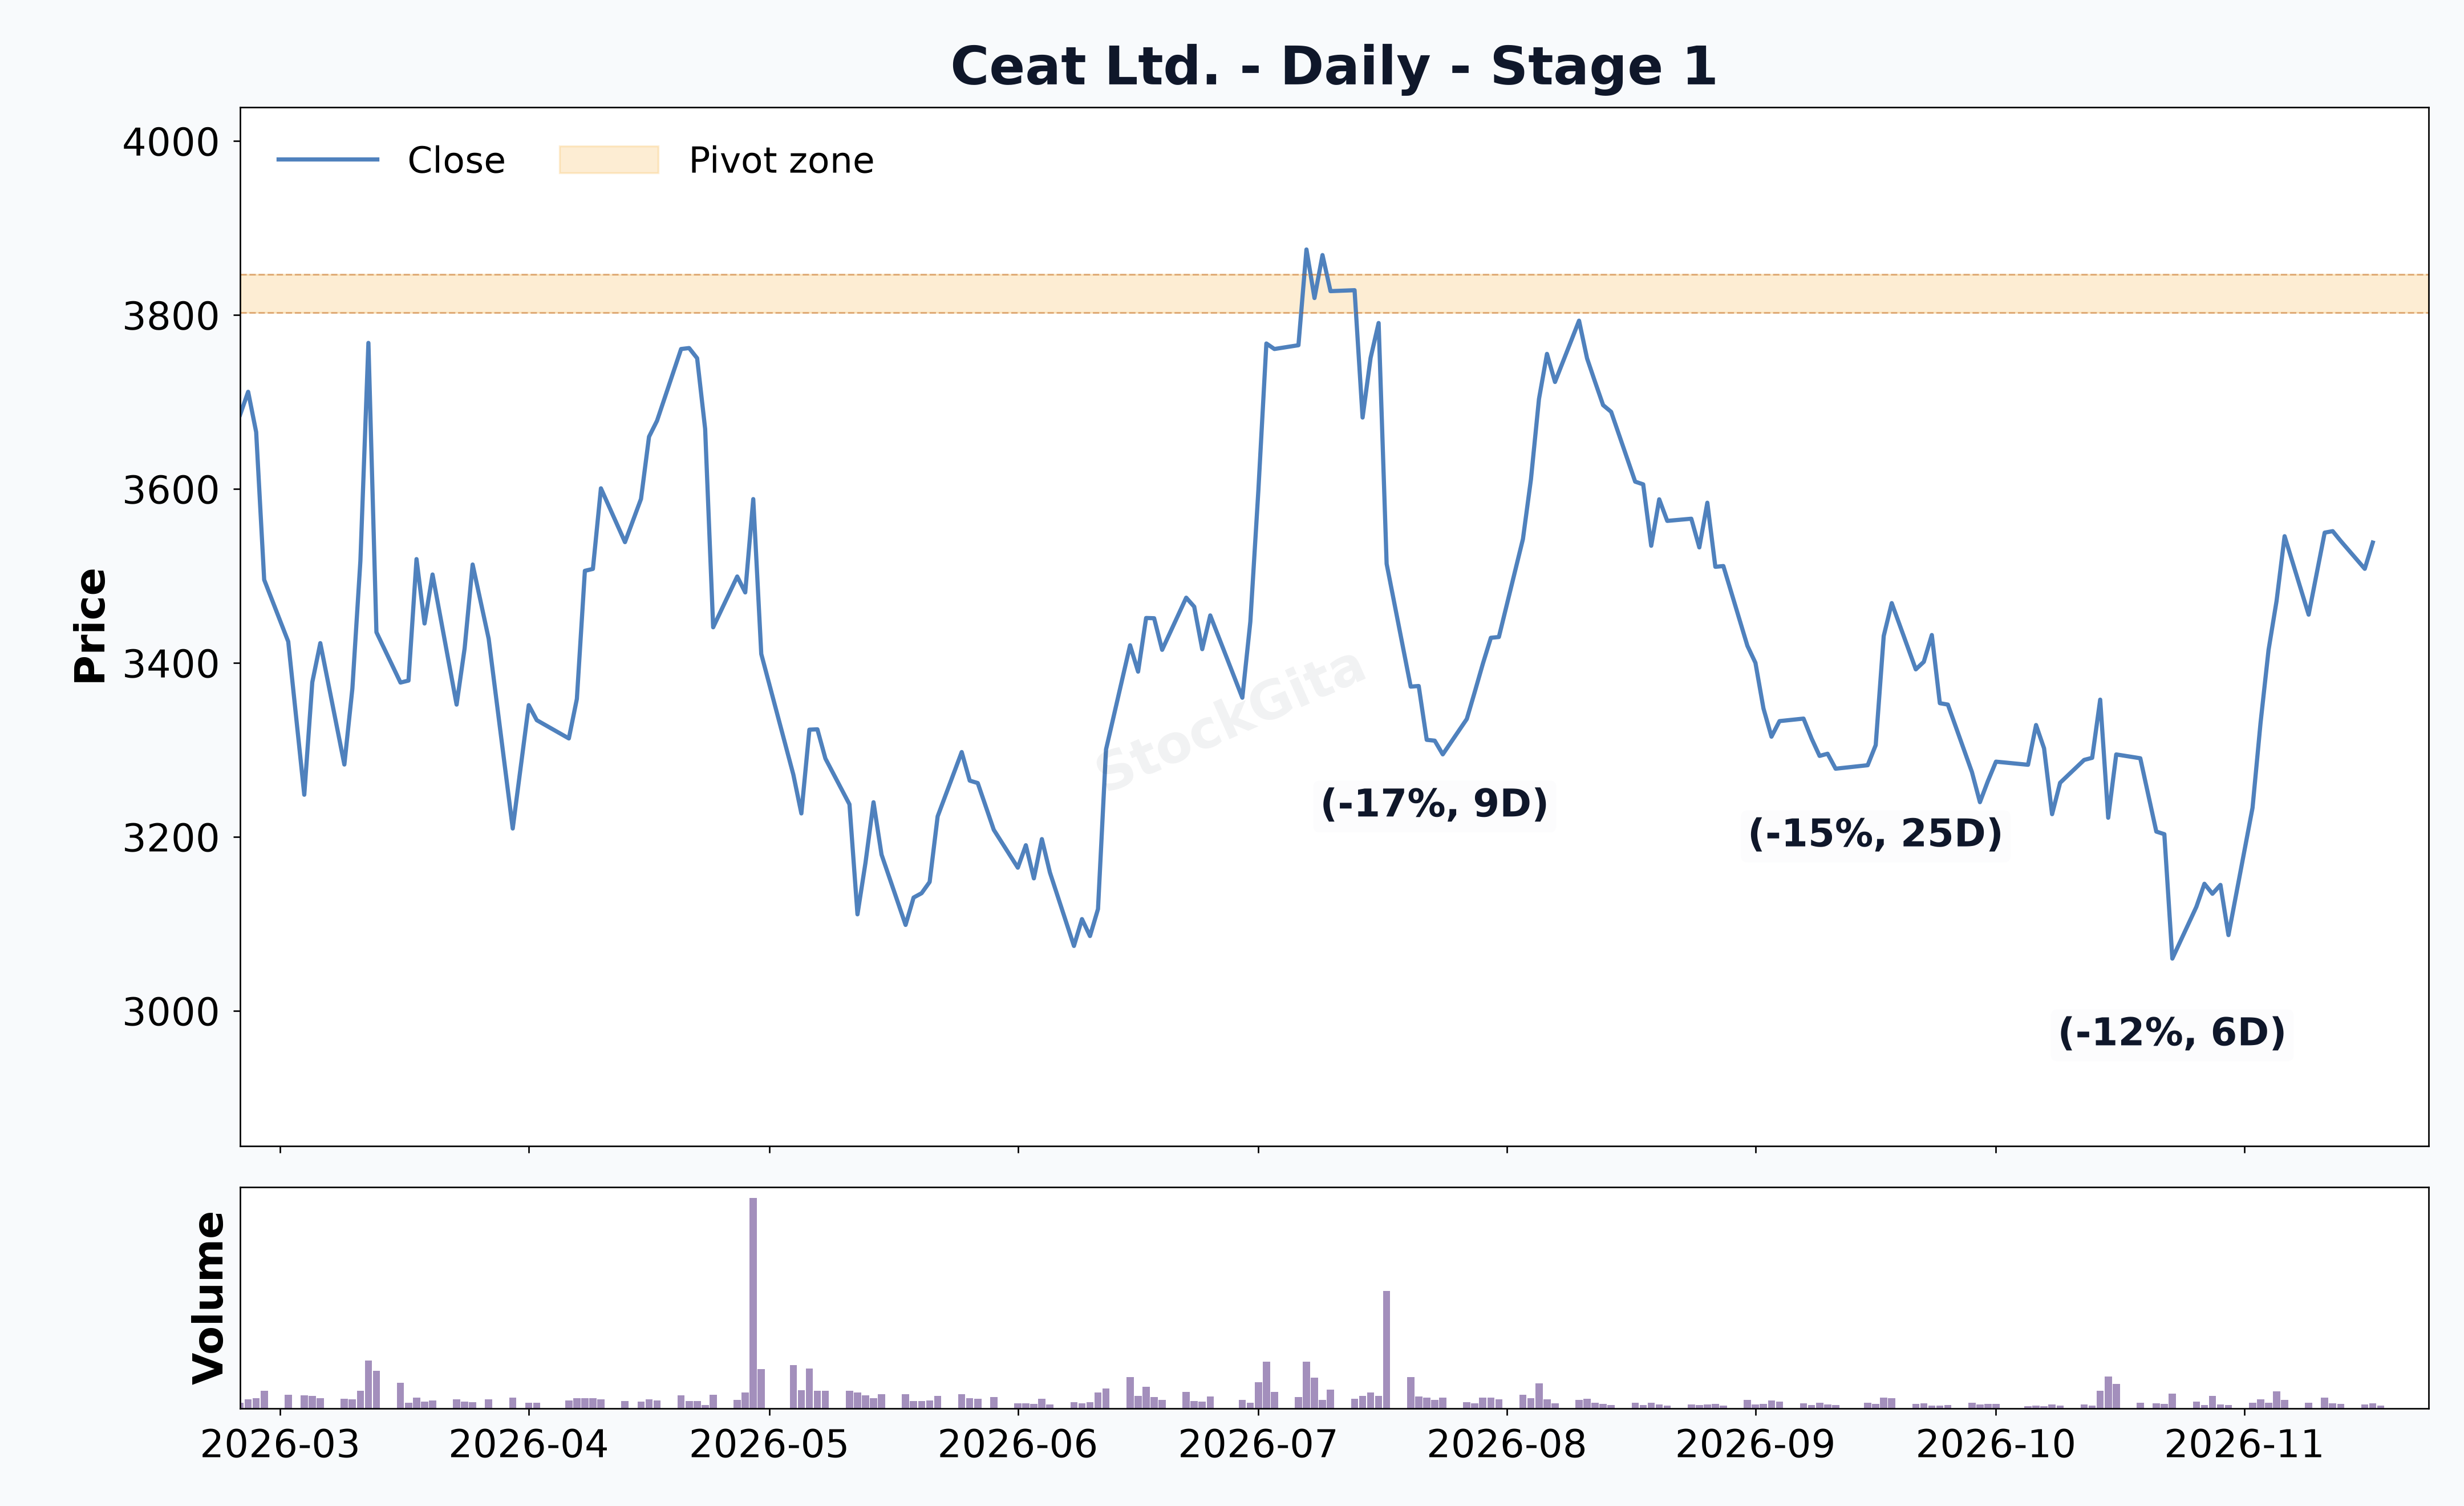 Ceat Ltd. - Daily - Stage 1
Close
Pivot zone
4000
3800
3600
3400
3200
3000
Price
StockGita
(-17%, 9D)
(-15%, 25D)
(-12%, 6D)
Volume
2026-03
2026-04
2026-05
2026-06
2026-07
2026-08
2026-09
2026-10
2026-11